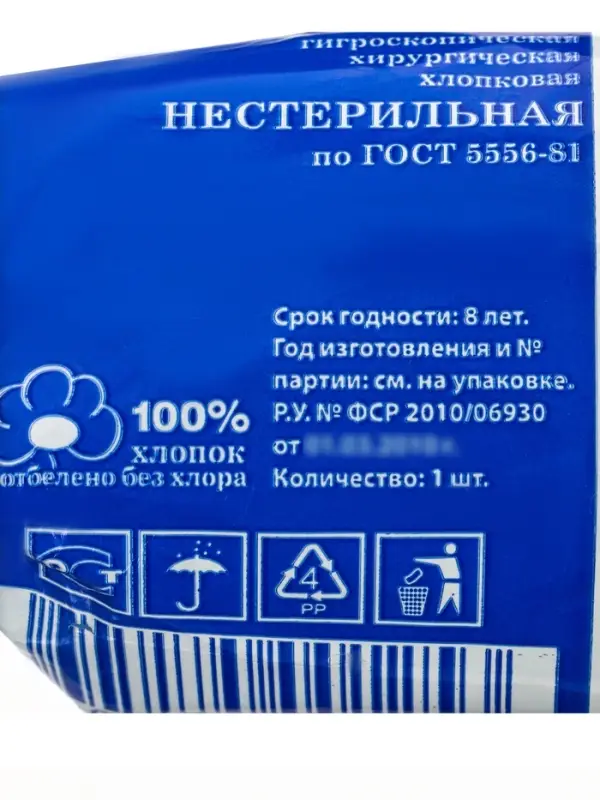 гигроскопическая
хирургическая
хлопковая
НЕСТЕРИЛЬНАЯ
по ГОСТ 5556-81
Срок годности: 8 лет.
Год изготовления и №
партии: см. на упаковке.
Р.У. № ФСР 2010/06930
от
Количество: 1 шт.
100%
хлопок
отбелено без хлора
РСТ
4
PP